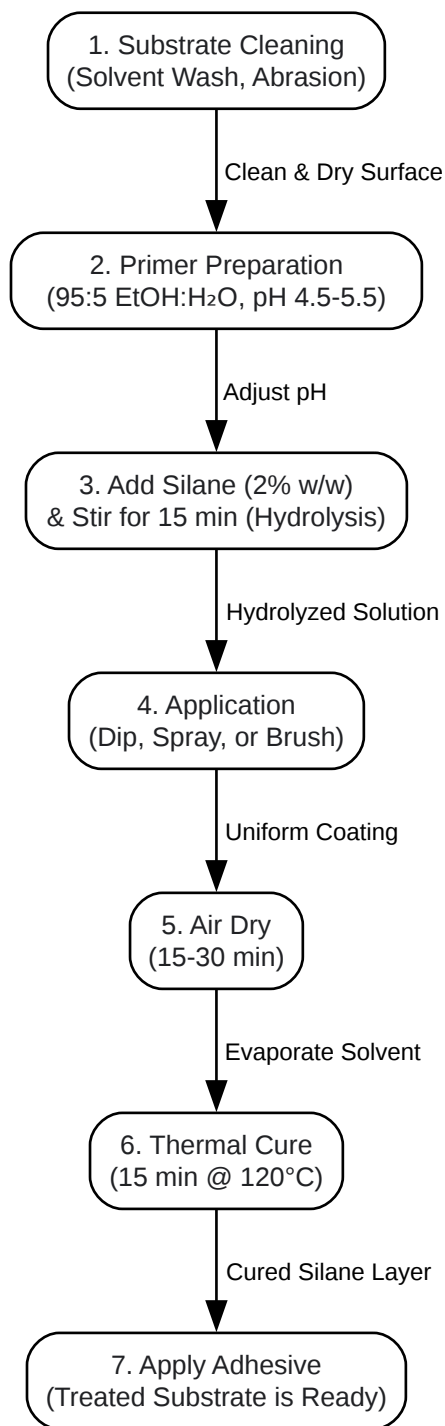 1. Substrate Cleaning
(Solvent Wash, Abrasion)
Clean & Dry Surface
2. Primer Preparation
(95:5 EtOH:H₂O, pH 4.5-5.5)
Adjust pH
3. Add Silane (2% w/w)
& Stir for 15 min (Hydrolysis)
Hydrolyzed Solution
4. Application
(Dip, Spray, or Brush)
Uniform Coating
5. Air Dry
(15-30 min)
Evaporate Solvent
6. Thermal Cure
(15 min @ 120°C)
Cured Silane Layer
7. Apply Adhesive
(Treated Substrate is Ready)